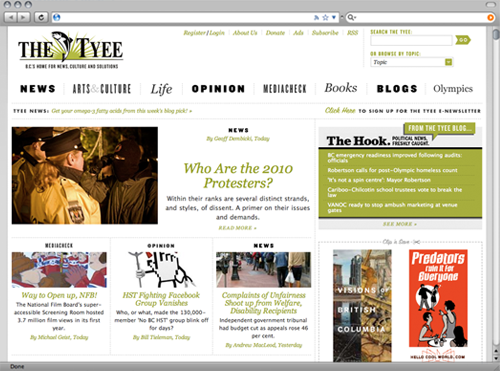 Register | Login   About Us   Donate   Ads   Subscribe   RSS
SEARCH THE TYEE:
GO
THE TYEE
OR BROWSE BY TOPIC:
Topic
B.C.'S HOME FOR NEWS, CULTURE AND SOLUTIONS
NEWS   ARTS&CULTURE   Life   OPINION   MEDIACHECK   Books   BLOGS   Olympics
TYEE NEWS: Get your omega-3 fatty acids from this week's blog pick! »
Click Here TO SIGN UP FOR THE TYEE E-NEWSLETTER
NEWS
By Geoff Dembicki, Today
Who Are the 2010
Protesters?
Within their ranks are several distinct strands,
and styles, of dissent. A primer on their issues
and demands.
READ MORE »
FROM THE TYEE BLOG...
The Hook. POLITICAL NEWS,
FRESHLY CAUGHT.
BC emergency readiness improved following audits:
officials
Robertson calls for post-Olympic homeless count
'It's not a spin centre': Mayor Robertson
Cariboo-Chilcotin school trustees vote to break the
law
VANOC ready to stop ambush marketing at venue
gates
SEE MORE »
MEDIACHECK
Way to Open up, NFB!
The National Film Board's super-
accessible Screening Room hosted
3.7 million film views in its first
year.
By Michael Geist, Today
OPINION
HST Fighting Facebook
Group Vanishes
Who, or what, made the 130,000-
member 'No BC HST' group blink off
for days?
By Bill Tieleman, Today
NEWS
Complaints of Unfairness
Shoot up from Welfare,
Disability Recipients
Independent government tribunal
had budget cut as appeals rose 46
per cent.
By Andrew MacLeod, Yesterday
VISIONS
OF
BRITISH
COLUMBIA
Predators
rule it for
Everyone
HELLO COOL WORLD.COM
Done